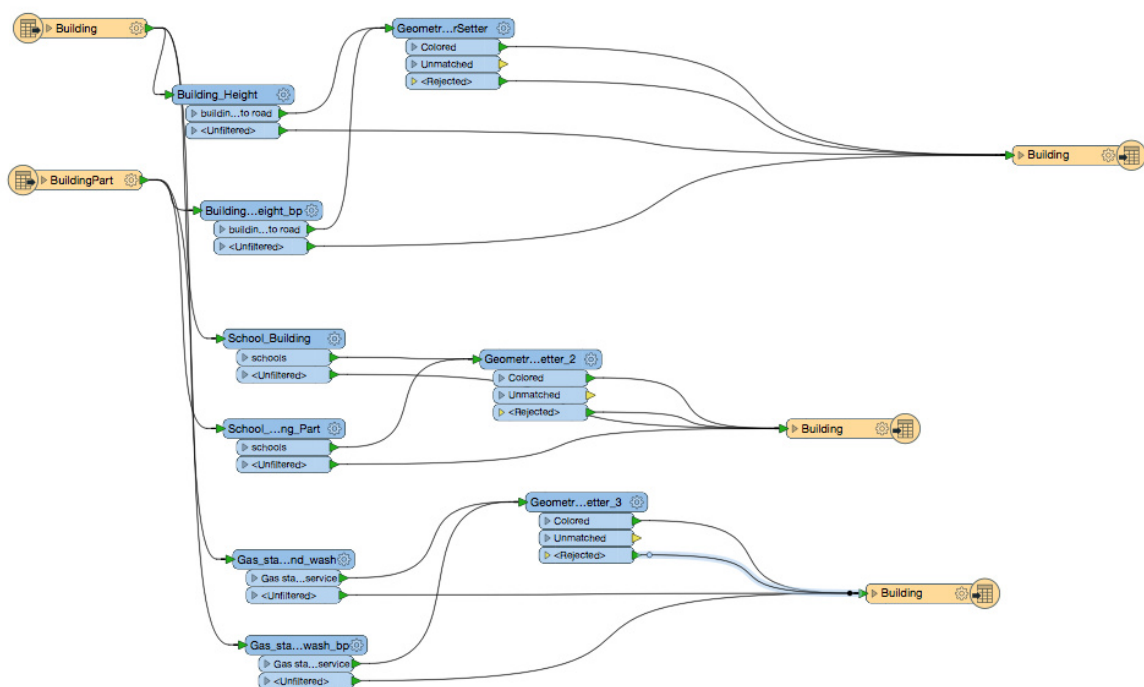 Building
Geometr...rSetter
Colored
Unmatched
<Rejected>
Building_Height
buildin...to road
<Unfiltered>
Building
BuildingPart
Building...eight_bp
buildin...to road
<Unfiltered>
School_Building
schools
<Unfiltered>
Geometr...etter_2
Colored
Unmatched
<Rejected>
School_...ng_Part
schools
<Unfiltered>
Building
Geometr...etter_3
Colored
Unmatched
<Rejected>
Gas_sta...nd_wash
Gas sta...service
<Unfiltered>
Building
Gas_sta...wash_bp
Gas sta...service
<Unfiltered>